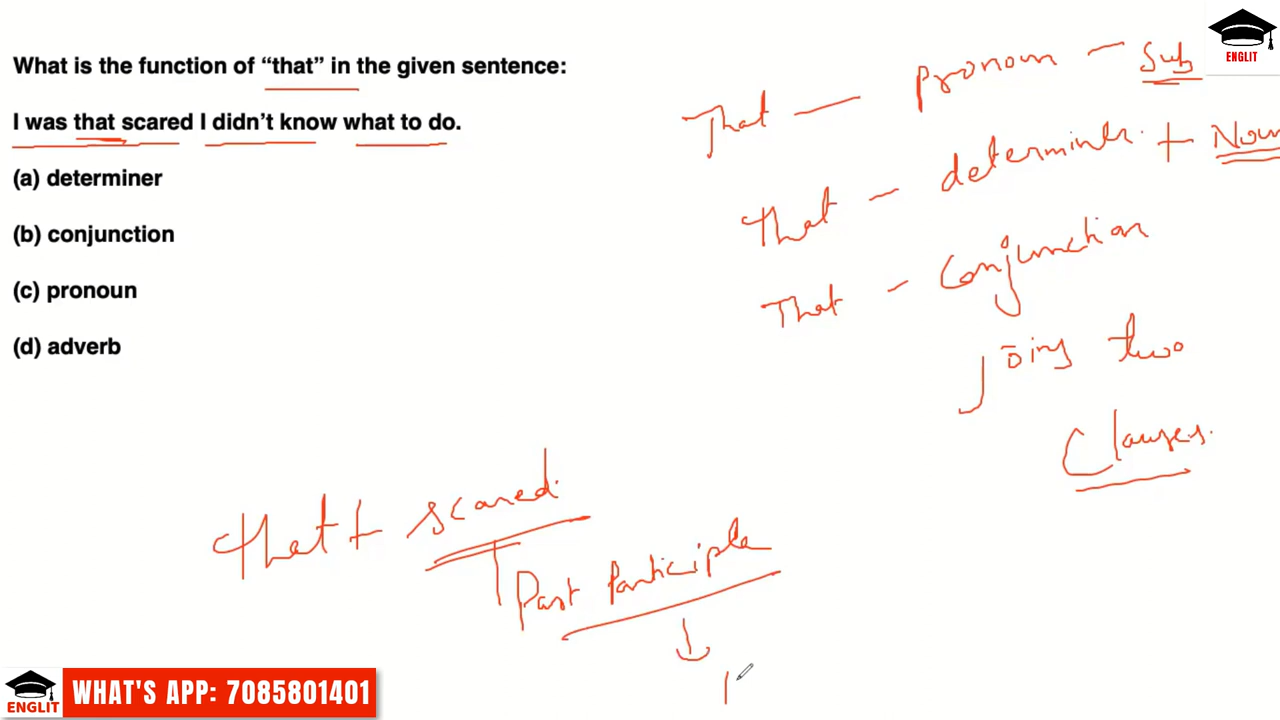 What is the function of “that” in the given sentence:
I was that scared I didn’t know what to do.
(a) determiner
(b) conjunction
(c) pronoun
(d) adverb
That — pronoun — Sub
That - determiner + Noun
That - Conjunction
joing two
Clauses.
that + scared
Past Participle
ENGLIT
ENGLIT
WHAT'S APP: 7085801401